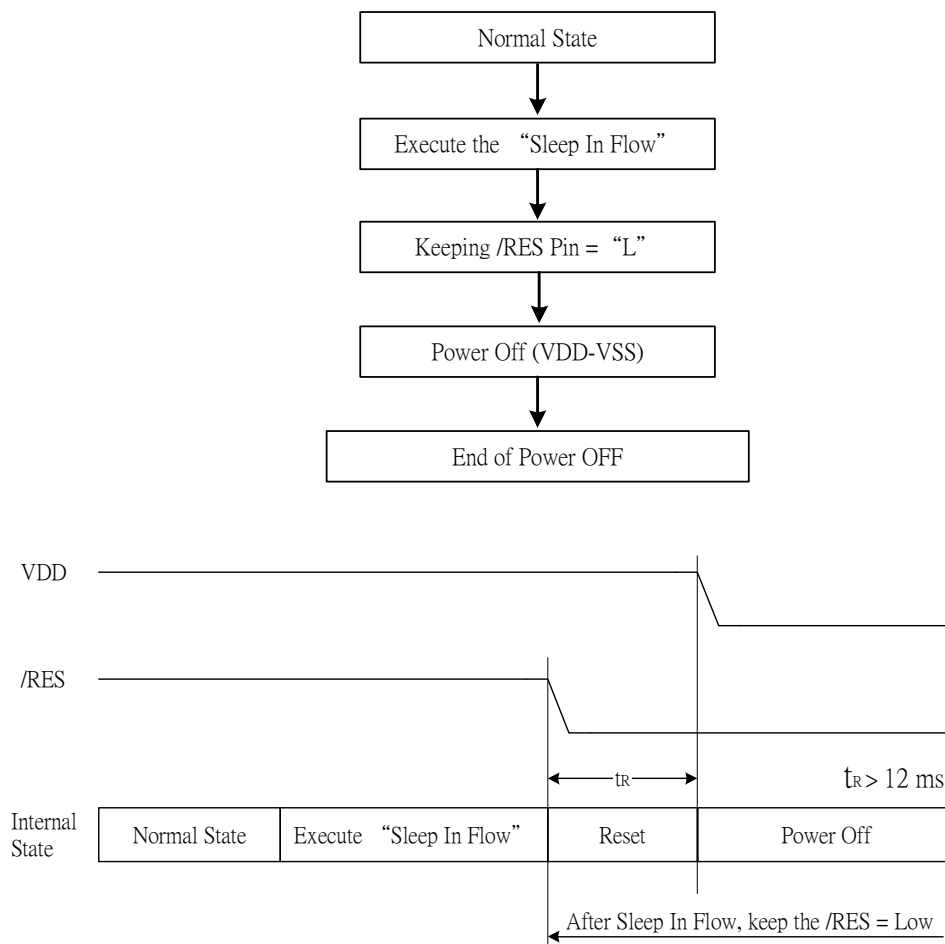 Normal State
Execute the “Sleep In Flow”
Keeping /RES Pin = “L”
Power Off (VDD-VSS)
End of Power OFF
VDD
/RES
tR
tR > 12 ms
Internal
State
Normal State
Execute “Sleep In Flow”
Reset
Power Off
After Sleep In Flow, keep the /RES = Low